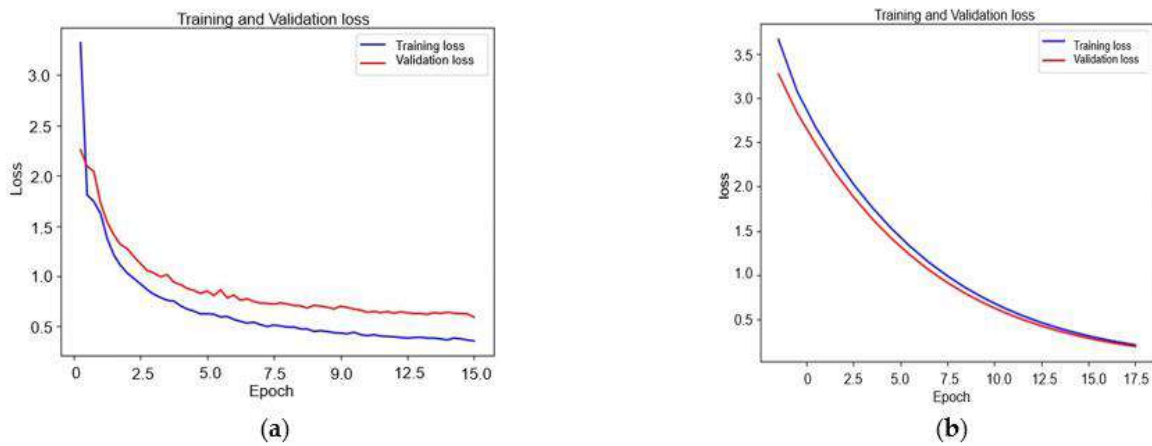 Training and Validation loss
Training loss
Validation loss
3.0
2.5
2.0
1.5
1.0
0.5
Loss
0 2.5 5.0 7.5 9.0 12.5 15.0
Epoch
(a)
Training and Validation loss
Training loss
Validation loss
3.5
3.0
2.5
2.0
1.5
1.0
0.5
loss
0 2.5 5.0 7.5 10.0 12.5 15.0 17.5
Epoch
(b)